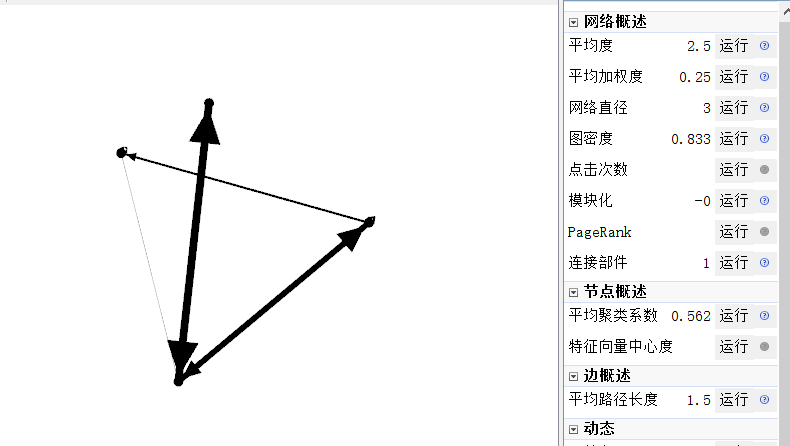 网络概述
平均度 2.5 运行
平均加权度 0.25 运行
网络直径 3 运行
图密度 0.833 运行
点击次数 运行
模块化 -0 运行
PageRank 运行
连接部件 1 运行
节点概述
平均聚类系数 0.562 运行
特征向量中心度 运行
边概述
平均路径长度 1.5 运行
动态